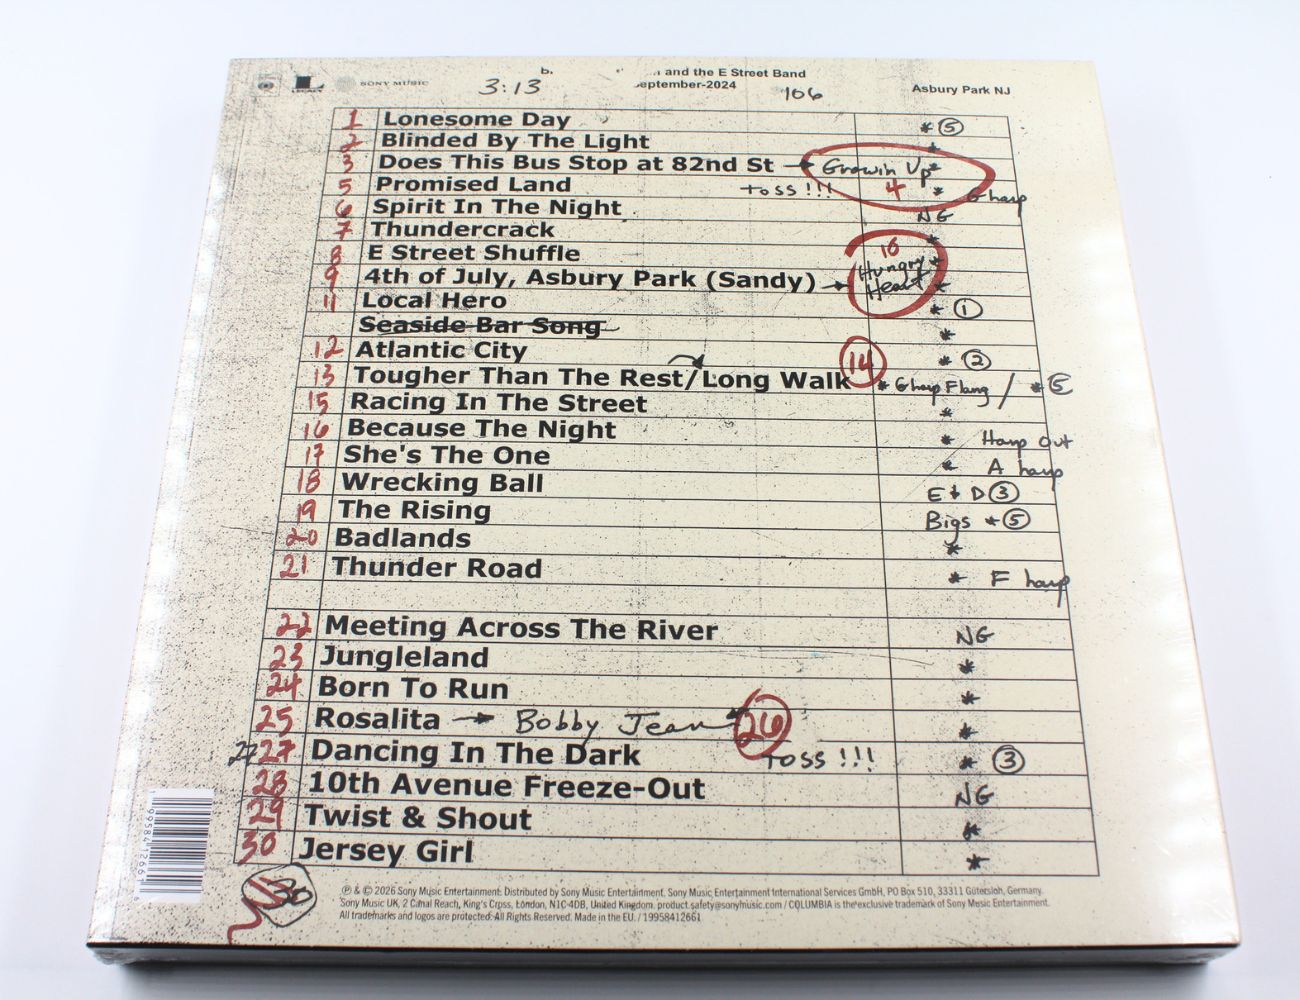 LEGACY SONY MUSIC
and the E Street Band
3:13 September-2024 106 Asbury Park NJ
1 Lonesome Day * 5
2 Blinded By The Light *
3 Does This Bus Stop at 82nd St → Growin Up *
5 Promised Land toss !!! 4 * G harp
6 Spirit In The Night NG
7 Thundercrack *
8 E Street Shuffle 10 Hungry *
9 4th of July, Asbury Park (Sandy) → Heart *
11 Local Hero * 1
Seaside Bar Song *
12 Atlantic City * 2
13 Tougher Than The Rest/Long Walk 14 * G harp / * 5
15 Racing In The Street *
16 Because The Night * Harp Out
17 She's The One * A harp
18 Wrecking Ball E + D 3
19 The Rising Bigs * 5
20 Badlands *
21 Thunder Road * F harp
22 Meeting Across The River NG
23 Jungleland *
24 Born To Run *
25 Rosalita → Bobby Jean 26 *
27 27 Dancing In The Dark toss !!! * 3
28 10th Avenue Freeze-Out NG
29 Twist & Shout *
30 Jersey Girl *
30
℗ & © 2026 Sony Music Entertainment. Distributed by Sony Music Entertainment. Sony Music Entertainment International Services GmbH, PO Box 510, 33311 Gütersloh, Germany.
Sony Music UK, 2 Canal Reach, King's Cross, London, N1C 4DB, United Kingdom. product.safety@sonymusic.com / COLUMBIA is the exclusive trademark of Sony Music Entertainment.
All trademarks and logos are protected. All Rights Reserved. Made in the EU. / 19958412661